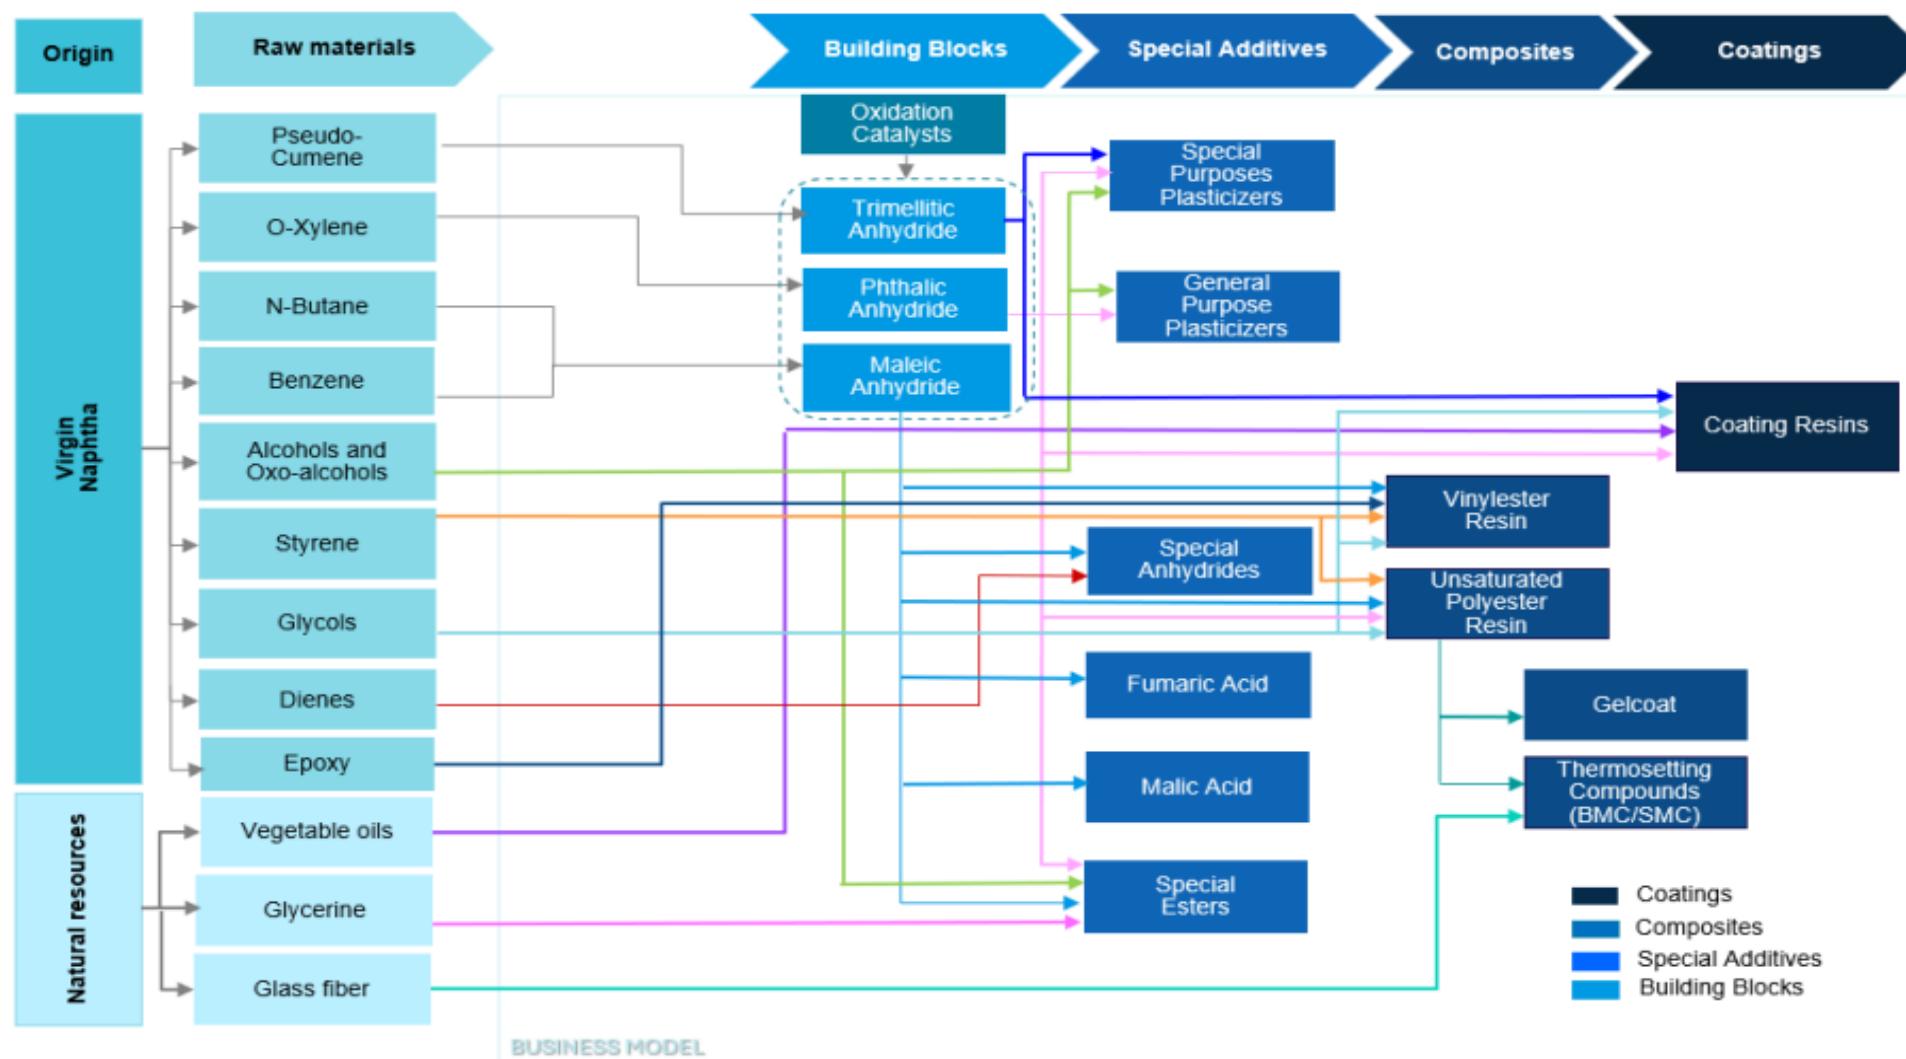 Origin
Raw materials
Building Blocks
Special Additives
Composites
Coatings
Virgin
Naphtha
Natural resources
Pseudo-
Cumene
O-Xylene
N-Butane
Benzene
Alcohols and
Oxo-alcohols
Styrene
Glycols
Dienes
Epoxy
Vegetable oils
Glycerine
Glass fiber
Oxidation
Catalysts
Trimellitic
Anhydride
Phthalic
Anhydride
Maleic
Anhydride
Special
Purposes
Plasticizers
General
Purpose
Plasticizers
Special
Anhydrides
Fumaric Acid
Malic Acid
Special
Esters
Vinylester
Resin
Unsaturated
Polyester
Resin
Gelcoat
Thermosetting
Compounds
(BMC/SMC)
Coating Resins
Coatings
Composites
Special Additives
Building Blocks
BUSINESS MODEL